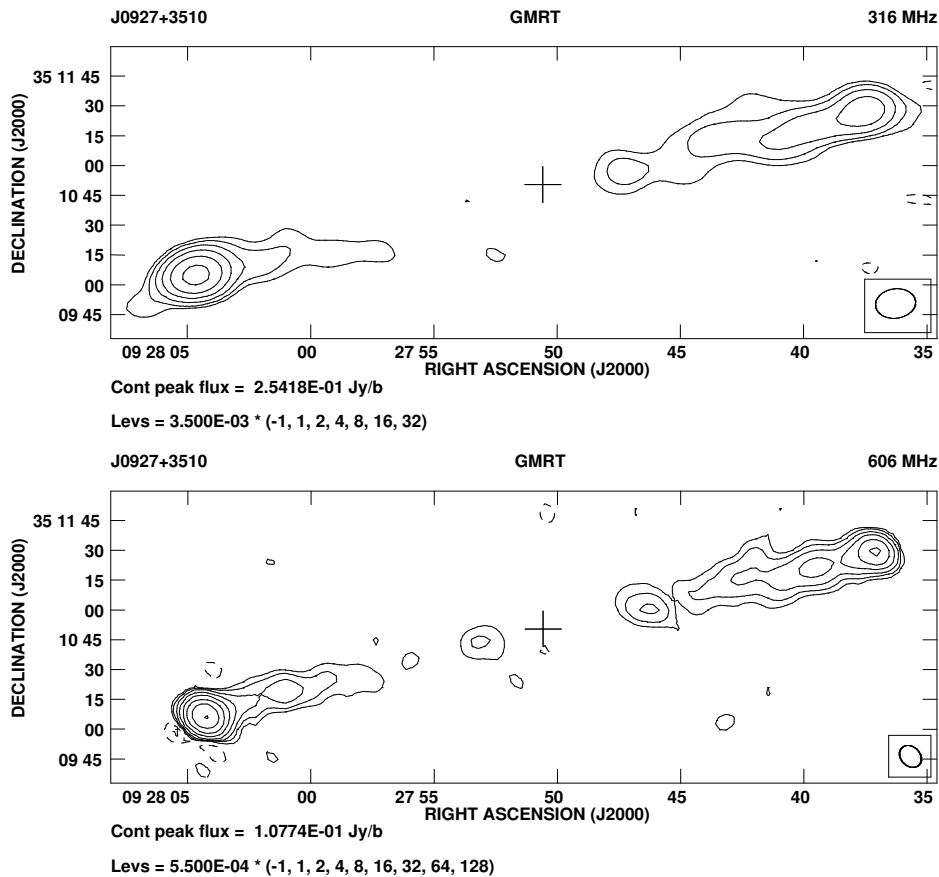 J0927+3510 GMRT 316 MHz
35 11 45
30
15
00
10 45
30
15
00
09 45
DECLINATION (J2000)
09 28 05 00 27 55 50 45 40 35
RIGHT ASCENSION (J2000)
Cont peak flux = 2.5418E-01 Jy/b
Levs = 3.500E-03 * (-1, 1, 2, 4, 8, 16, 32)
J0927+3510 GMRT 606 MHz
35 11 45
30
15
00
10 45
30
15
00
09 45
DECLINATION (J2000)
09 28 05 00 27 55 50 45 40 35
RIGHT ASCENSION (J2000)
Cont peak flux = 1.0774E-01 Jy/b
Levs = 5.500E-04 * (-1, 1, 2, 4, 8, 16, 32, 64, 128)